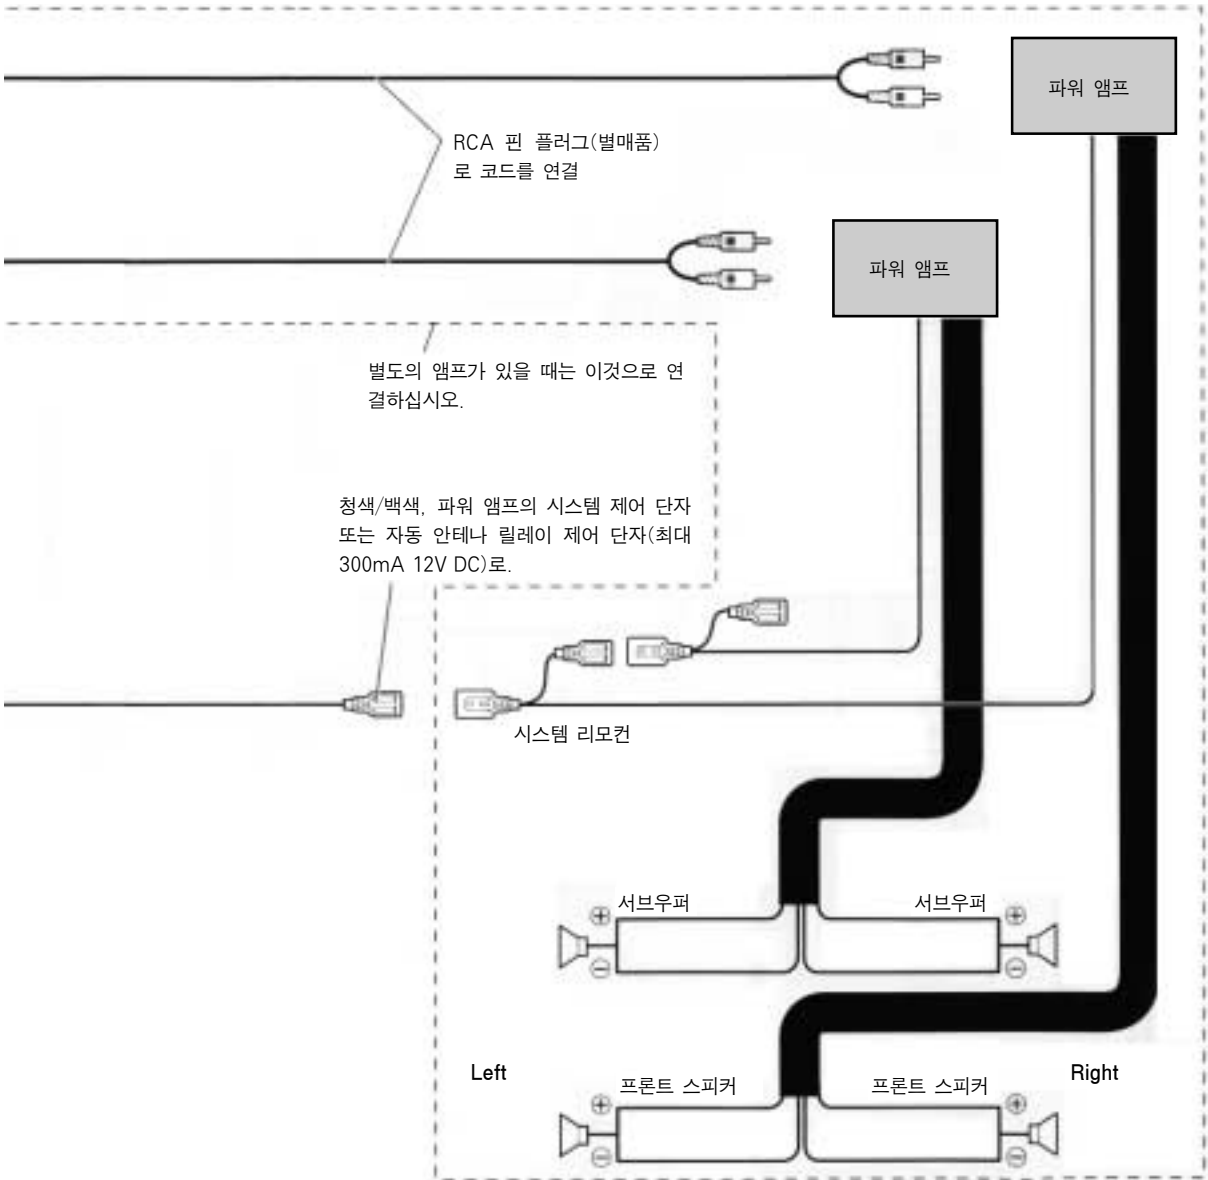 파워 앰프
RCA 핀 플러그(별매품)
로 코드를 연결
파워 앰프
별도의 앰프가 있을 때는 이것으로 연
결하십시오.
청색/백색, 파워 앰프의 시스템 제어 단자
또는 자동 안테나 릴레이 제어 단자(최대
300mA 12V DC)로.
시스템 리모컨
서브우퍼
서브우퍼
⊕
⊕
⊖
⊖
Left
Right
프론트 스피커
프론트 스피커
⊕
⊕
⊖
⊖